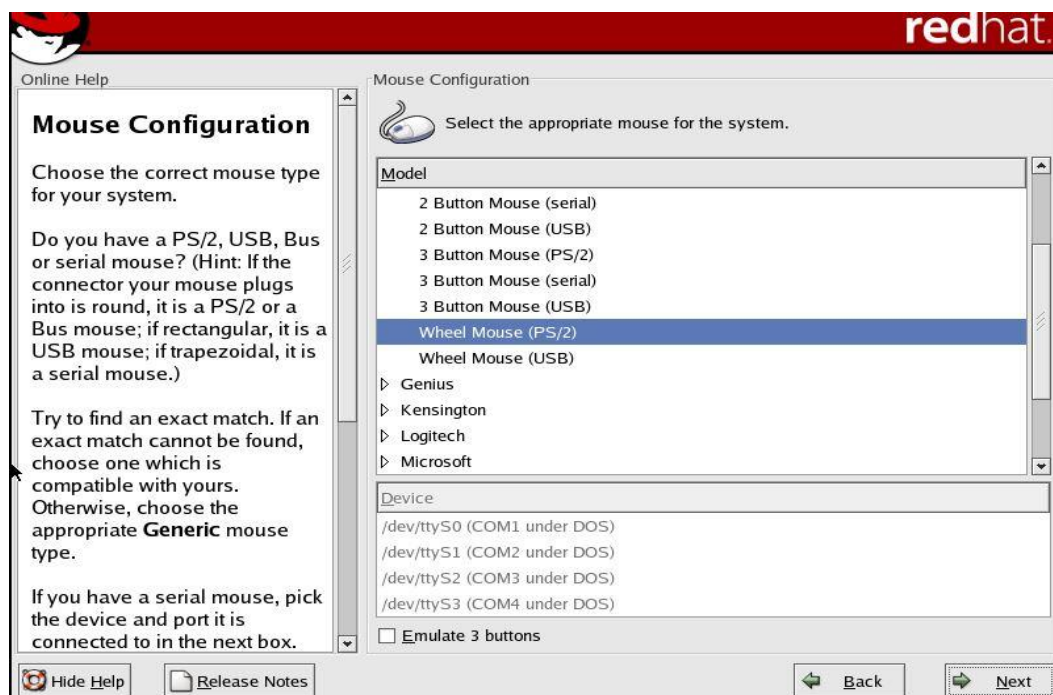 redhat.
Online Help
Mouse Configuration
Choose the correct mouse type
for your system.
Do you have a PS/2, USB, Bus
or serial mouse? (Hint: If the
connector your mouse plugs
into is round, it is a PS/2 or a
Bus mouse; if rectangular, it is a
USB mouse; if trapezoidal, it is
a serial mouse.)
Try to find an exact match. If an
exact match cannot be found,
choose one which is
compatible with yours.
Otherwise, choose the
appropriate Generic mouse
type.
If you have a serial mouse, pick
the device and port it is
connected to in the next box.
Mouse Configuration
Select the appropriate mouse for the system.
Model
2 Button Mouse (serial)
2 Button Mouse (USB)
3 Button Mouse (PS/2)
3 Button Mouse (serial)
3 Button Mouse (USB)
Wheel Mouse (PS/2)
Wheel Mouse (USB)
Genius
Kensington
Logitech
Microsoft
Device
/dev/ttyS0 (COM1 under DOS)
/dev/ttyS1 (COM2 under DOS)
/dev/ttyS2 (COM3 under DOS)
/dev/ttyS3 (COM4 under DOS)
Emulate 3 buttons
Hide Help
Release Notes
Back
Next